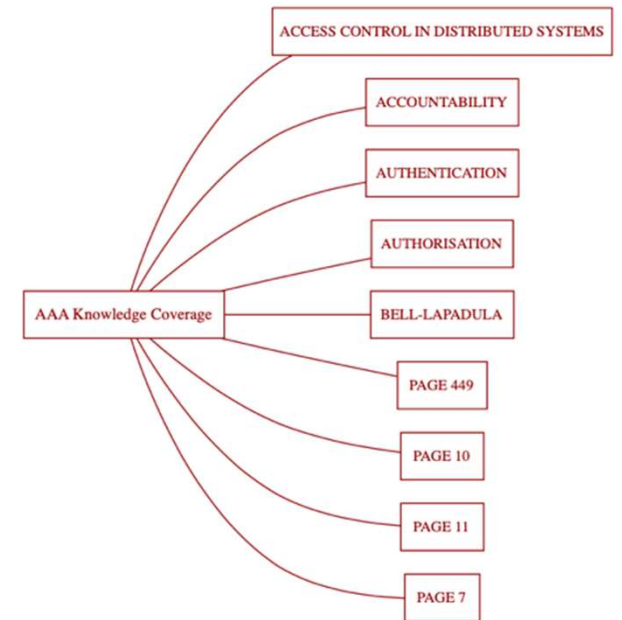 ACCESS CONTROL IN DISTRIBUTED SYSTEMS
ACCOUNTABILITY
AUTHENTICATION
AUTHORISATION
AAA Knowledge Coverage
BELL-LAPADULA
PAGE 449
PAGE 10
PAGE 11
PAGE 7